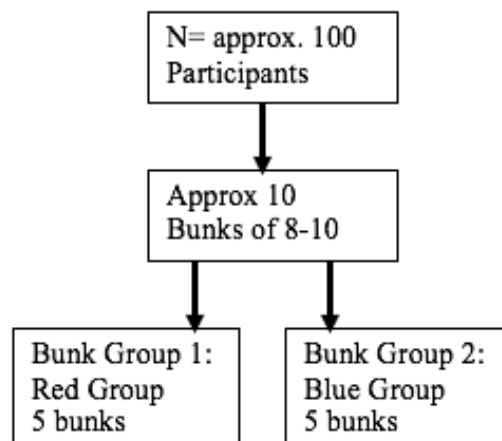 N= approx. 100
Participants
Approx 10
Bunks of 8-10
Bunk Group 1:
Red Group
5 bunks
Bunk Group 2:
Blue Group
5 bunks